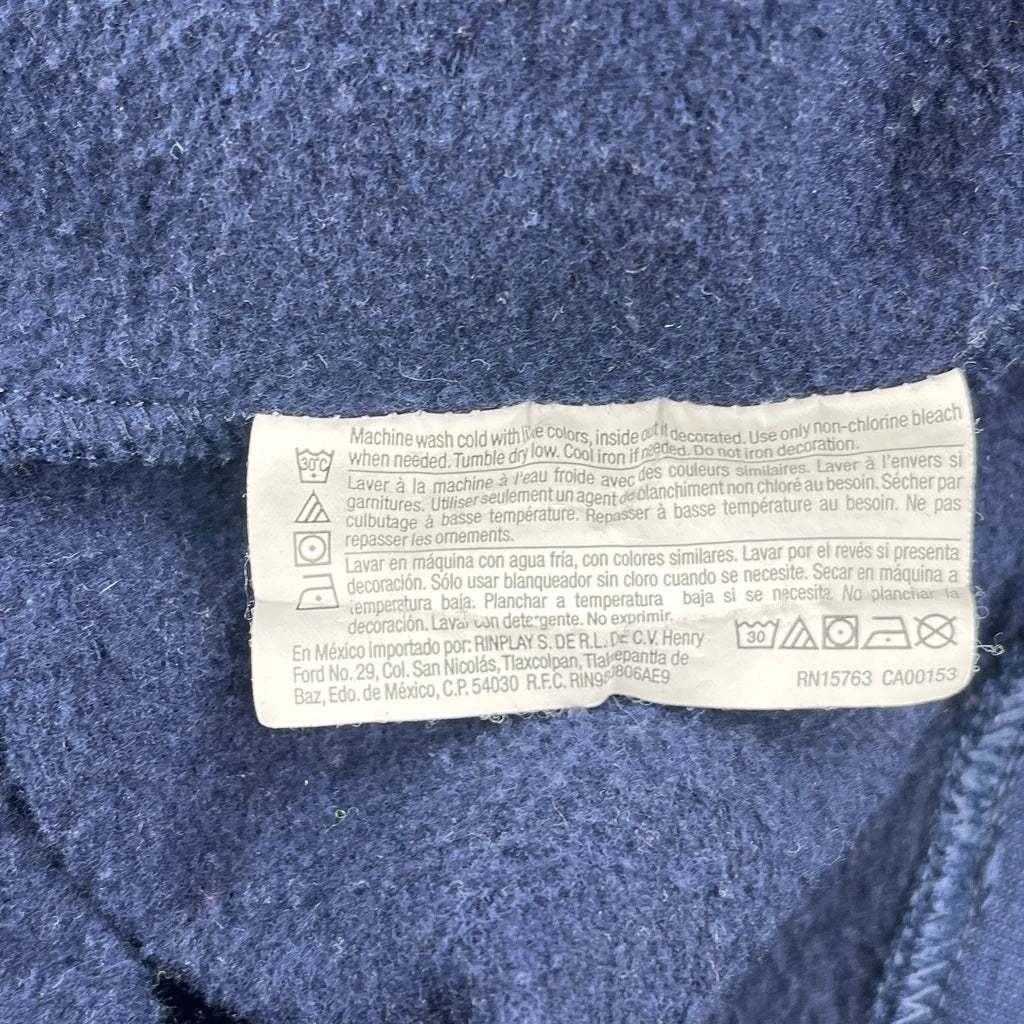 Machine wash cold with like colors, inside out if decorated. Use only non-chlorine bleach
when needed. Tumble dry low. Cool iron if needed. Do not iron decoration.
30°C
Laver à la machine à l'eau froide avec des couleurs similaires. Laver à l'envers si
garnitures. Utiliser seulement un agent de blanchiment non chloré au besoin. Sécher par
culbutage à basse température. Repasser à basse température au besoin. Ne pas
repasser les ornements.
Lavar en máquina con agua fría, con colores similares. Lavar por el revés si presenta
decoración. Sólo usar blanqueador sin cloro cuando se necesite. Secar en máquina a
temperatura baja. Planchar a temperatura baja si se necesita. No planchar la
decoración. Lavar con detergente. No exprimir.
En México importado por: RINPLAY S. DE R.L. DE C.V. Henry
Ford No. 29, Col. San Nicolás, Tlaxcolpan, Tlalnepantla de
Baz, Edo. de México, C.P. 54030 R.F.C.
30
RN15763 CA00153